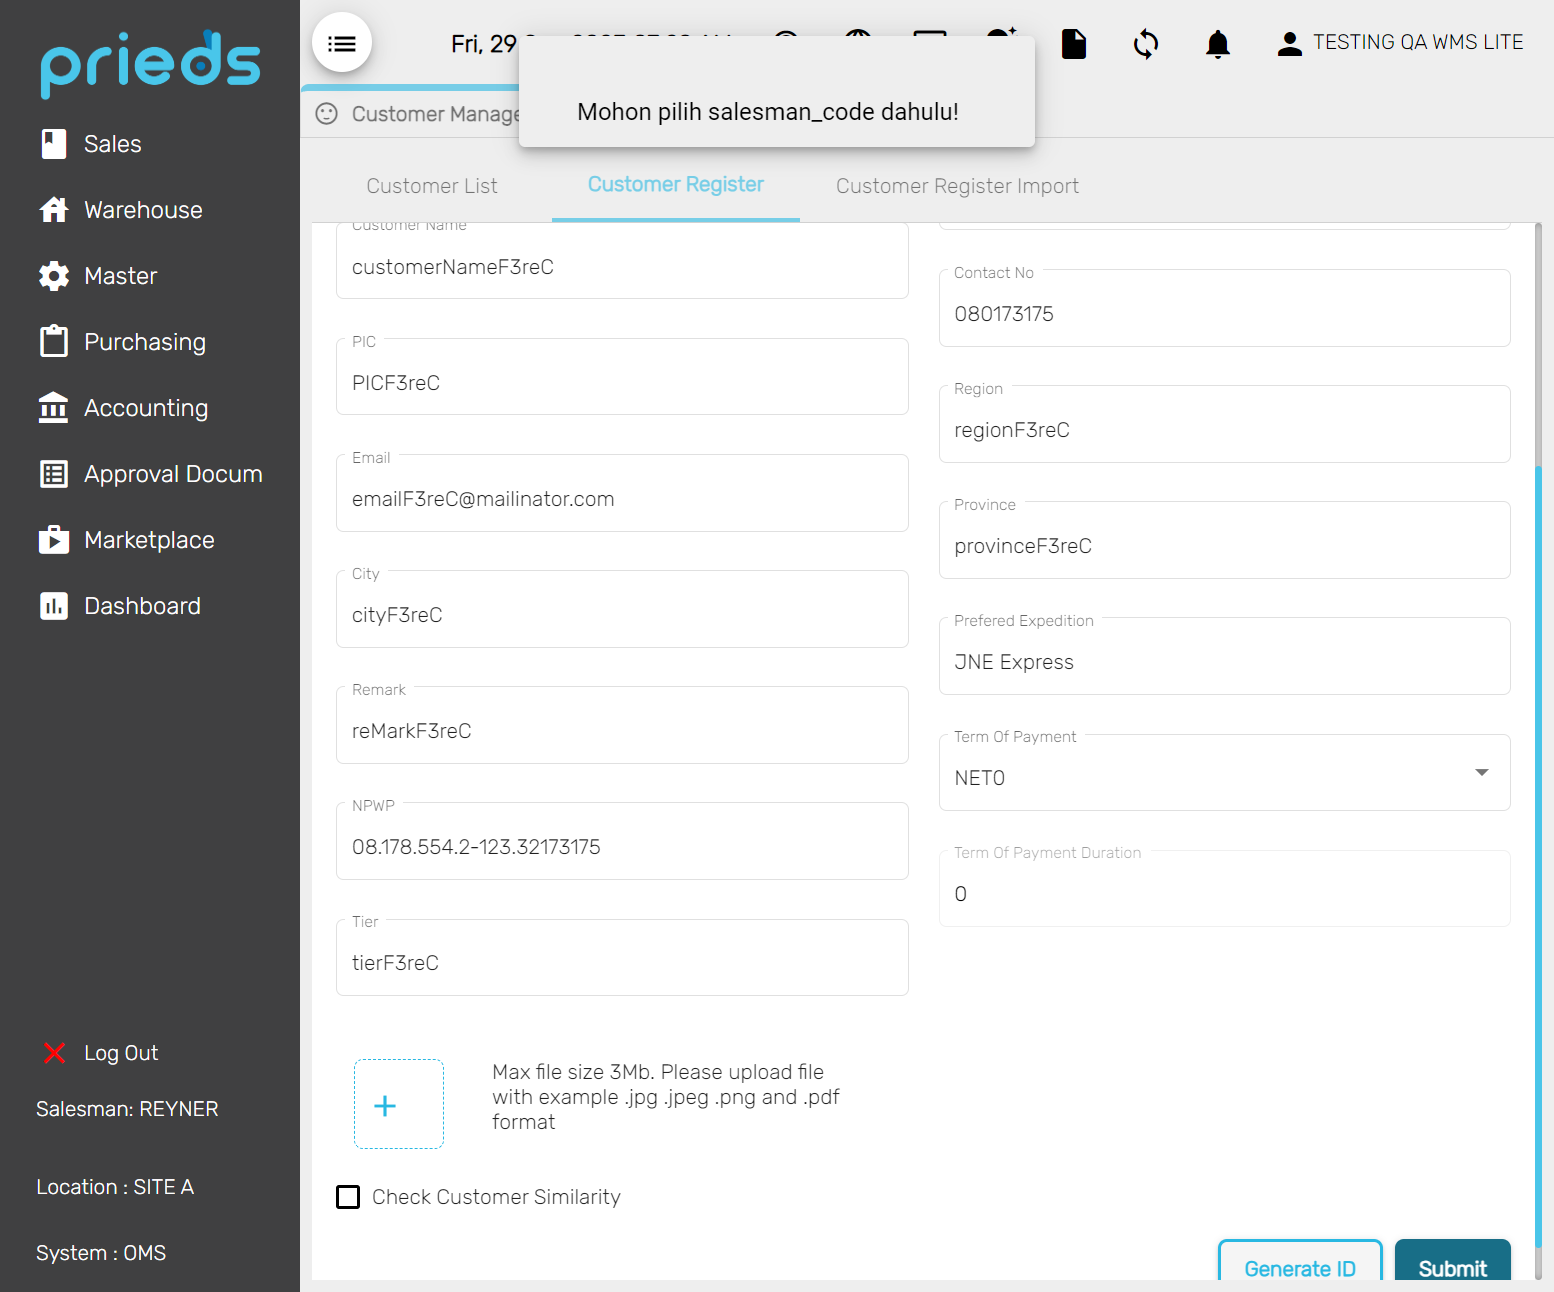 prieds
Sales
Warehouse
Master
Purchasing
Accounting
Approval Docum
Marketplace
Dashboard
Log Out
Salesman: REYNER
Location : SITE A
System : OMS
Fri, 29
TESTING QA WMS LITE
Mohon pilih salesman_code dahulu!
Customer Manage
Customer List
Customer Register
Customer Register Import
Customer Name
customerNameF3reC
PIC
PICF3reC
Email
emailF3reC@mailinator.com
City
cityF3reC
Remark
reMarkF3reC
NPWP
08.178.554.2-123.32173175
Tier
tierF3reC
Contact No
080173175
Region
regionF3reC
Province
provinceF3reC
Prefered Expedition
JNE Express
Term Of Payment
NET0
Term Of Payment Duration
0
Max file size 3Mb. Please upload file
with example .jpg .jpeg .png and .pdf
format
Check Customer Similarity
Generate ID
Submit